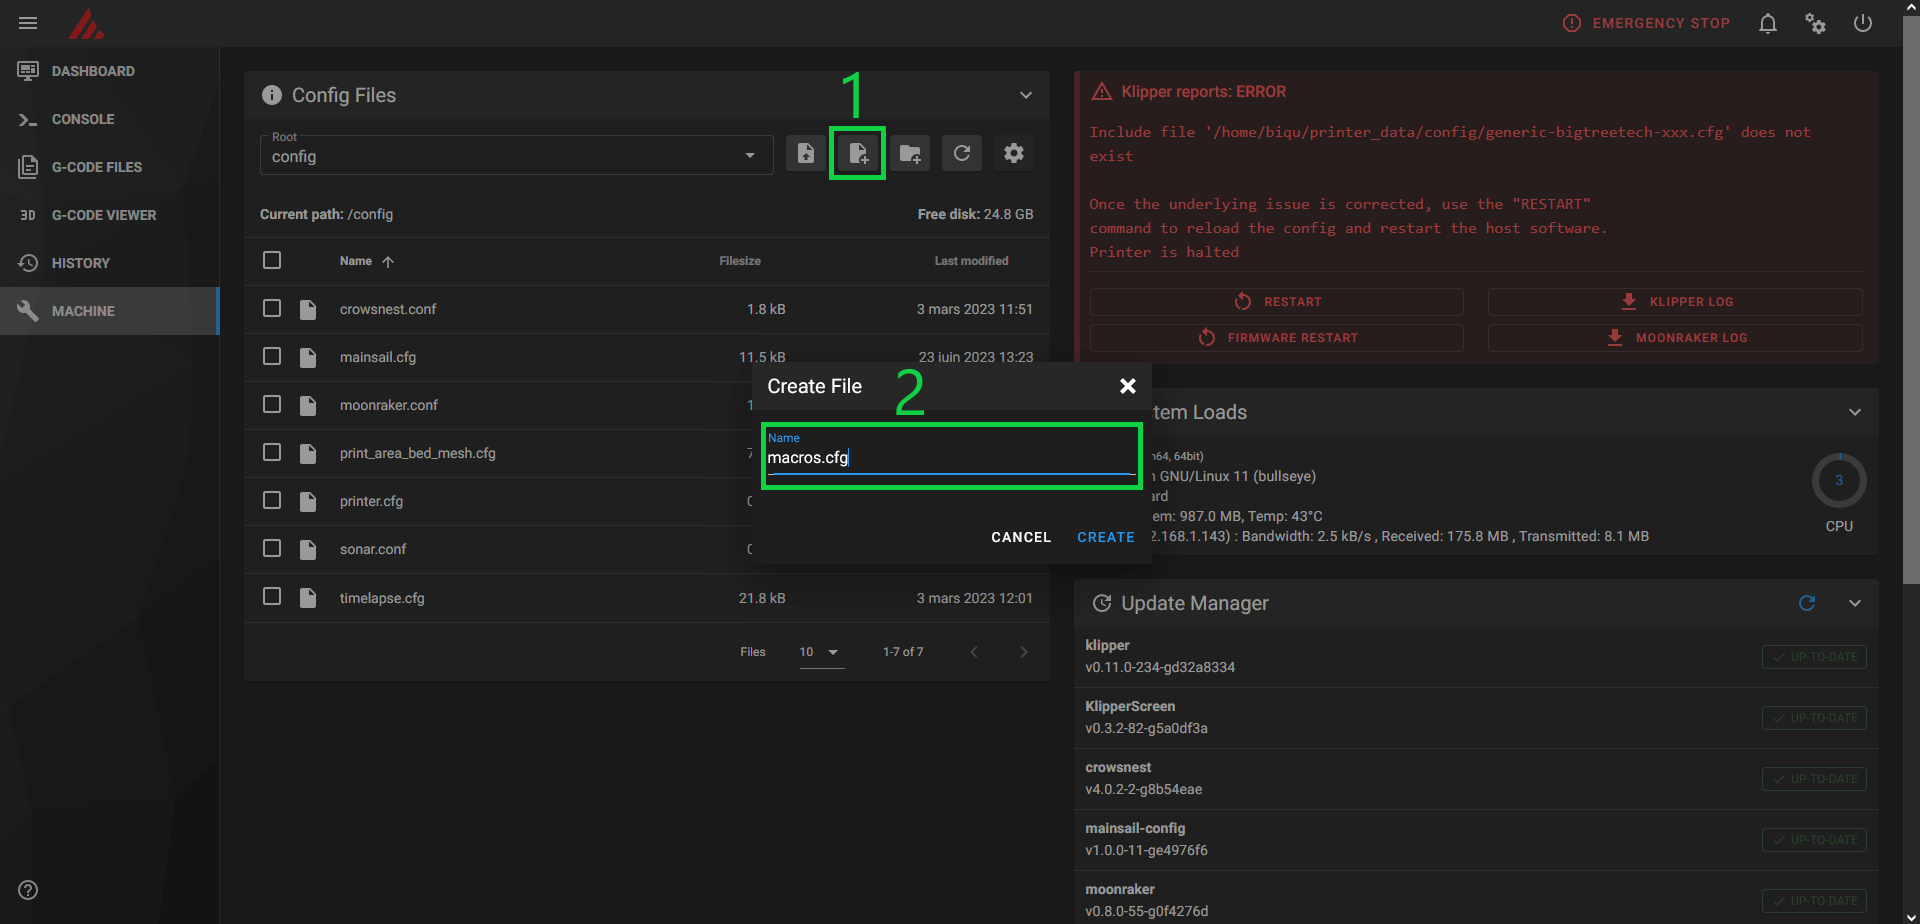 EMERGENCY STOP
DASHBOARD
CONSOLE
G-CODE FILES
3D G-CODE VIEWER
HISTORY
MACHINE
Config Files
1
Root
config
Current path: /config
Free disk: 24.8 GB
Name
Filesize
Last modified
crowsnest.conf 1.8 kB 3 mars 2023 11:51
mainsail.cfg 11.5 kB 23 juin 2023 13:23
moonraker.conf
print_area_bed_mesh.cfg
printer.cfg
sonar.conf
timelapse.cfg 21.8 kB 3 mars 2023 12:01
Files 10 1-7 of 7
Create File
2
Name
macros.cfg
CANCEL
CREATE
Klipper reports: ERROR
Include file '/home/biqu/printer_data/config/generic-bigtreetech-xxx.cfg' does not
exist
Once the underlying issue is corrected, use the "RESTART"
command to reload the config and restart the host software.
Printer is halted
RESTART
KLIPPER LOG
FIRMWARE RESTART
MOONRAKER LOG
tem Loads
64bit)
GNU/Linux 11 (bullseye)
ard
em: 987.0 MB, Temp: 43°C
2.168.1.143) : Bandwidth: 2.5 kB/s , Received: 175.8 MB , Transmitted: 8.1 MB
3
CPU
Update Manager
klipper
v0.11.0-234-gd32a8334
UP-TO-DATE
KlipperScreen
v0.3.2-82-g5a0df3a
UP-TO-DATE
crowsnest
v4.0.2-2-g8b54eae
UP-TO-DATE
mainsail-config
v1.0.0-11-ge4976f6
UP-TO-DATE
moonraker
v0.8.0-55-g0f4276d
UP-TO-DATE